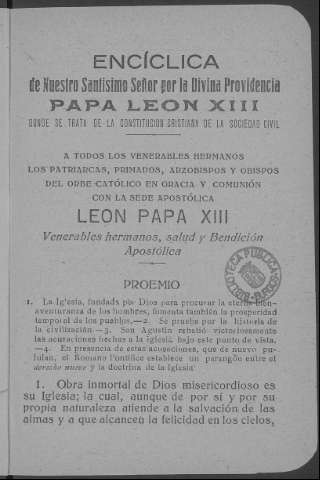 ENCÍCLICA
de Nuestro Santísimo Señor por la Divina Providencia
PAPA LEON XIII
DONDE SE TRATA DE LA CONSTITUCION CRISTIANA DE LA SOCIEDAD CIVIL
A TODOS LOS VENERABLES HERMANOS
LOS PATRIARCAS, PRIMADOS, ARZOBISPOS Y OBISPOS
DEL ORBE CATÓLICO EN GRACIA Y COMUNIÓN
CON LA SEDE APOSTÓLICA
LEON PAPA XIII
Venerables hermanos, salud y Bendición
Apostólica
PROEMIO
1. La Iglesia, fundada por Dios para procurar la eterna bien-
aventuranza de los hombres, fomenta también la prosperidad
temporal de los pueblos.—2. Se prueba por la historia de
la civilización.—3. San Agustín rebatió victoriosamente
las acusaciones hechas a la iglesia, bajo este punto de vista.
—4. En presencia de estas acusaciones, que de nuevo pu-
lulan, el Romano Pontífice establece un parangón entre el
derecho nuevo y la doctrina de la Iglesia
1. Obra inmortal de Dios misericordioso es
su Iglesia; la cual, aunque de por sí y por su
propia naturaleza atiende a la salvación de las
almas y a que alcancen la felicidad en los cielos,